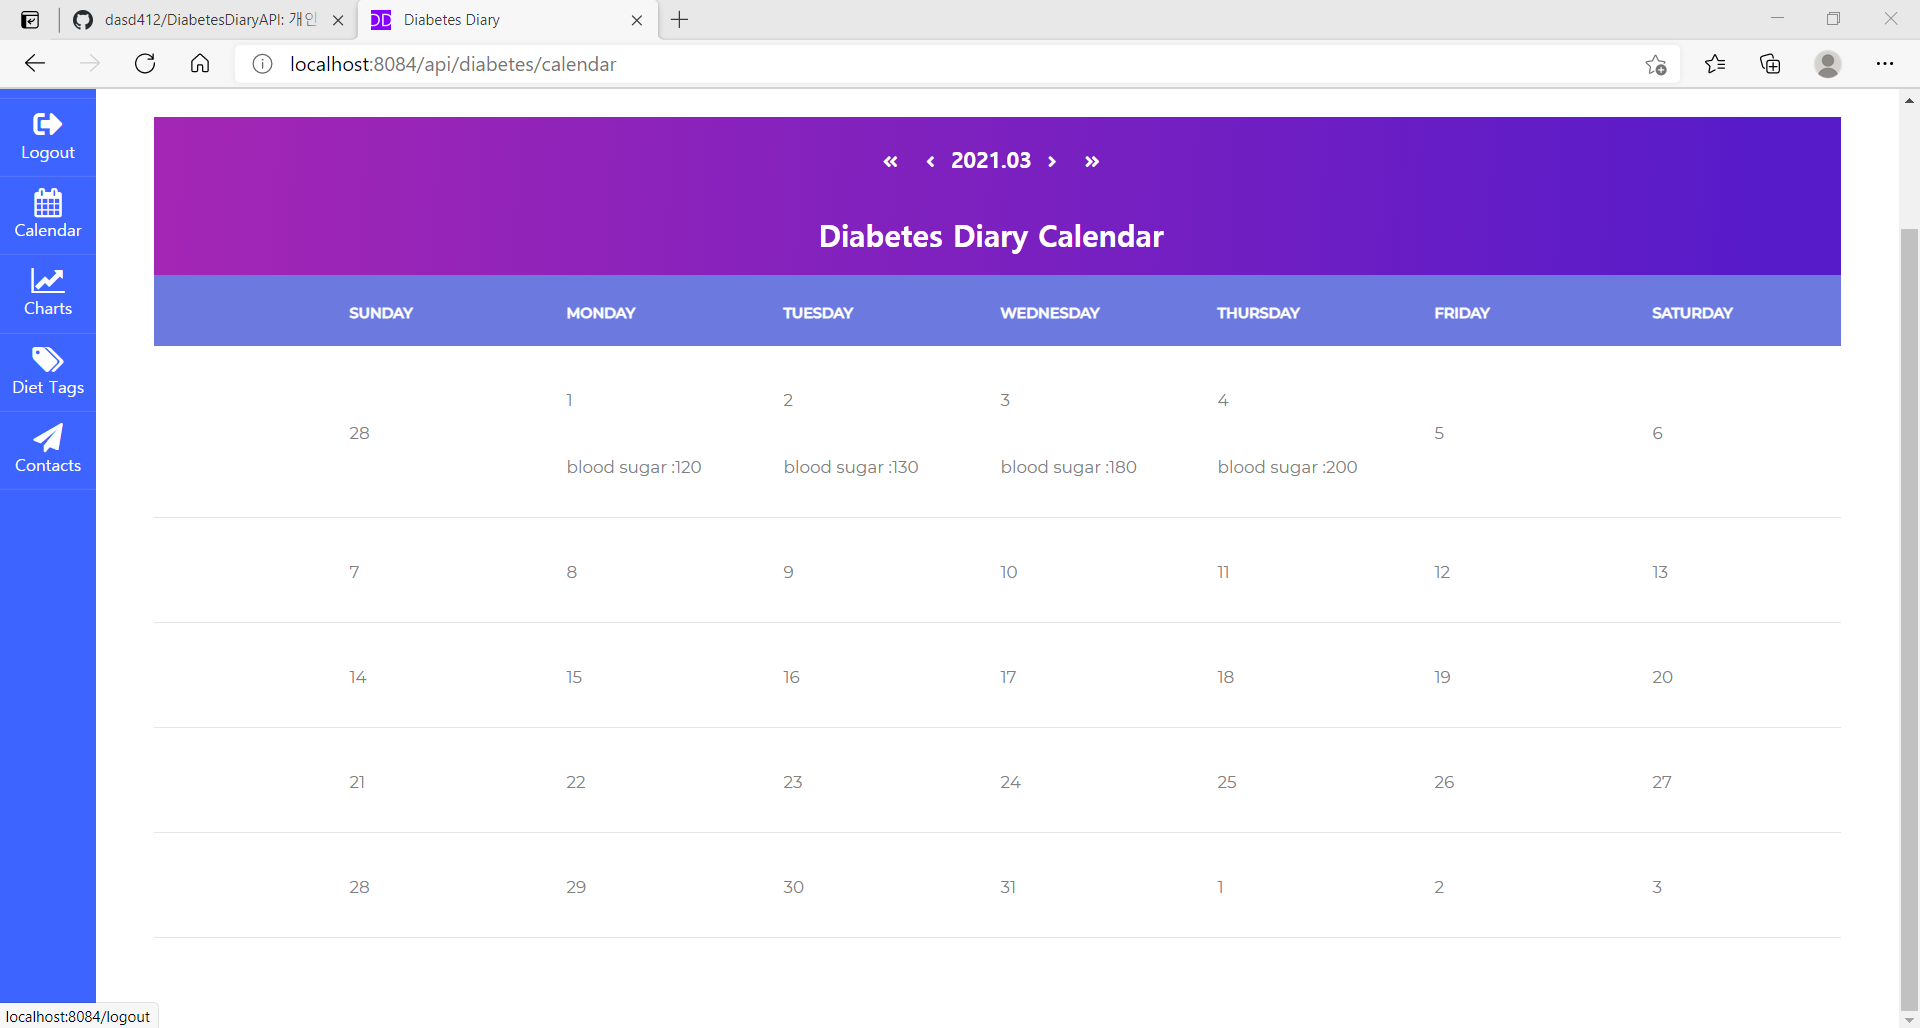 dasd412/DiabetesDiaryAPI: 개인
Diabetes Diary
localhost:8084/api/diabetes/calendar
Logout
Calendar
Charts
Diet Tags
Contacts
« ‹ 2021.03 › »
Diabetes Diary Calendar
SUNDAY MONDAY TUESDAY WEDNESDAY THURSDAY FRIDAY SATURDAY
1 2 3 4
28 5 6
blood sugar :120 blood sugar :130 blood sugar :180 blood sugar :200
7 8 9 10 11 12 13
14 15 16 17 18 19 20
21 22 23 24 25 26 27
28 29 30 31 1 2 3
localhost:8084/logout